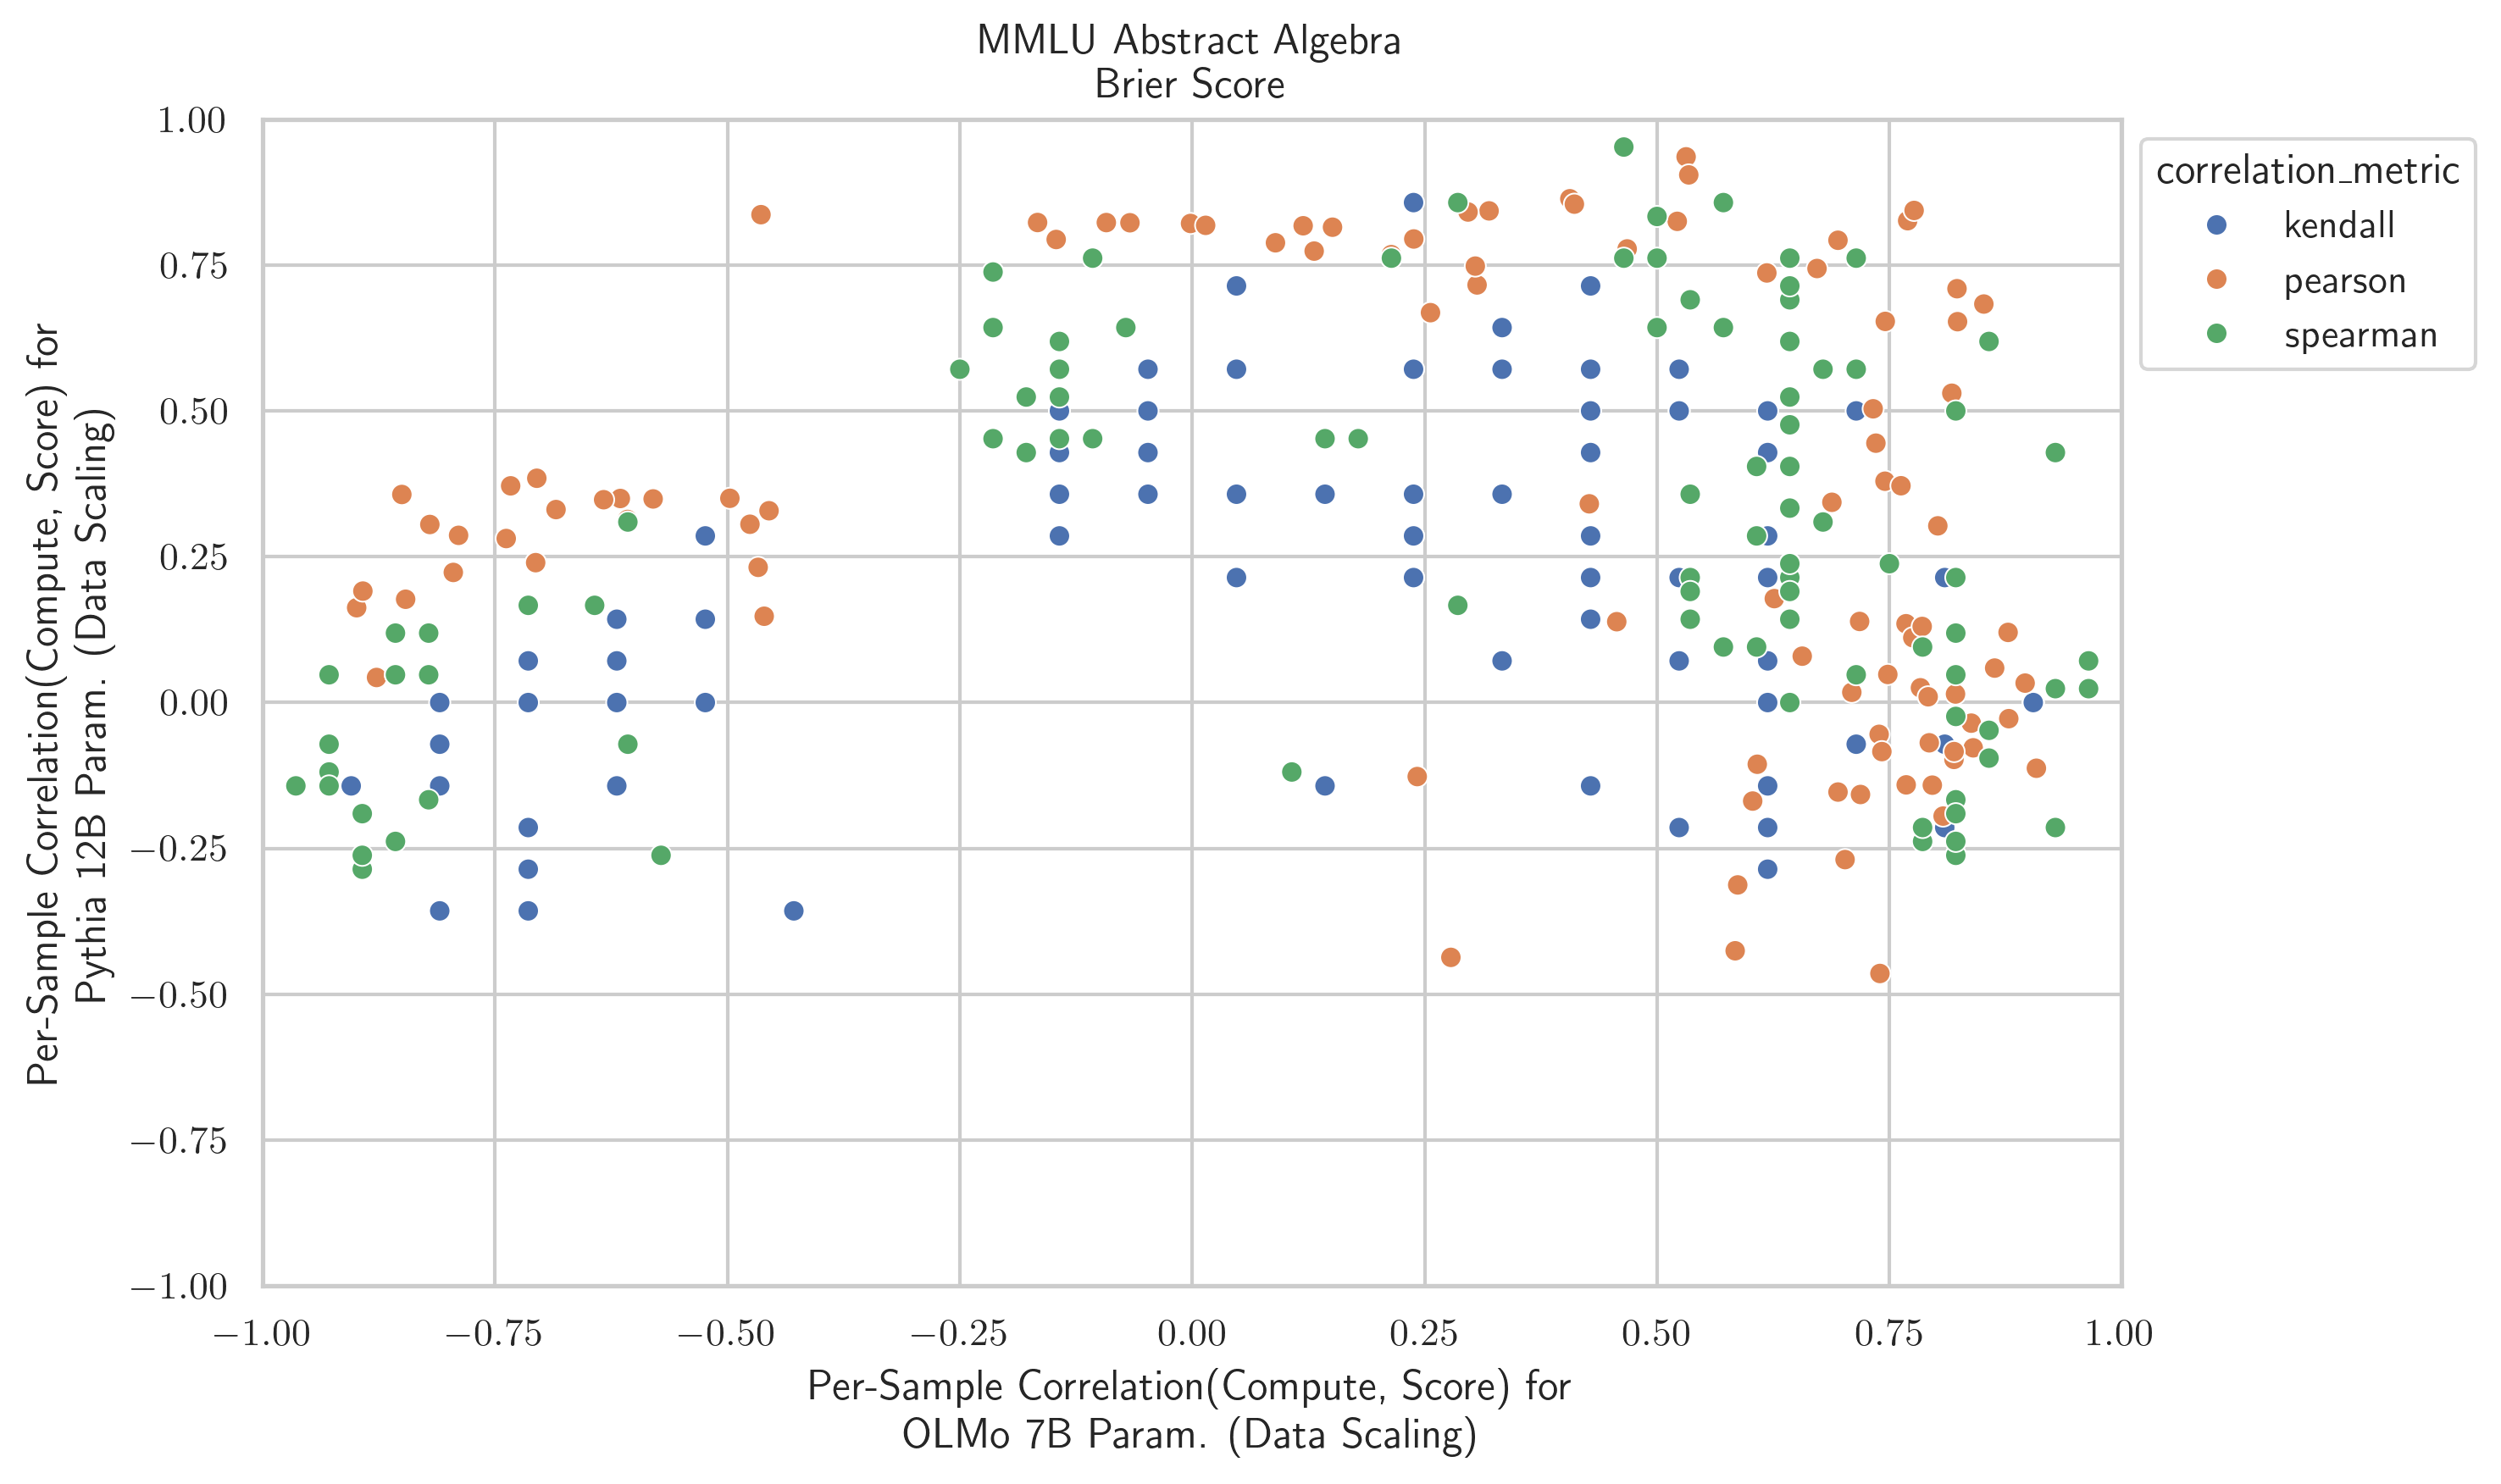 MMLU Abstract Algebra
Brier Score
Per-Sample Correlation(Compute, Score) for
Pythia 12B Param. (Data Scaling)
1.00
0.75
0.50
0.25
0.00
−0.25
−0.50
−0.75
−1.00
−1.00 −0.75 −0.50 −0.25 0.00 0.25 0.50 0.75 1.00
Per-Sample Correlation(Compute, Score) for
OLMo 7B Param. (Data Scaling)
correlation_metric
kendall
pearson
spearman